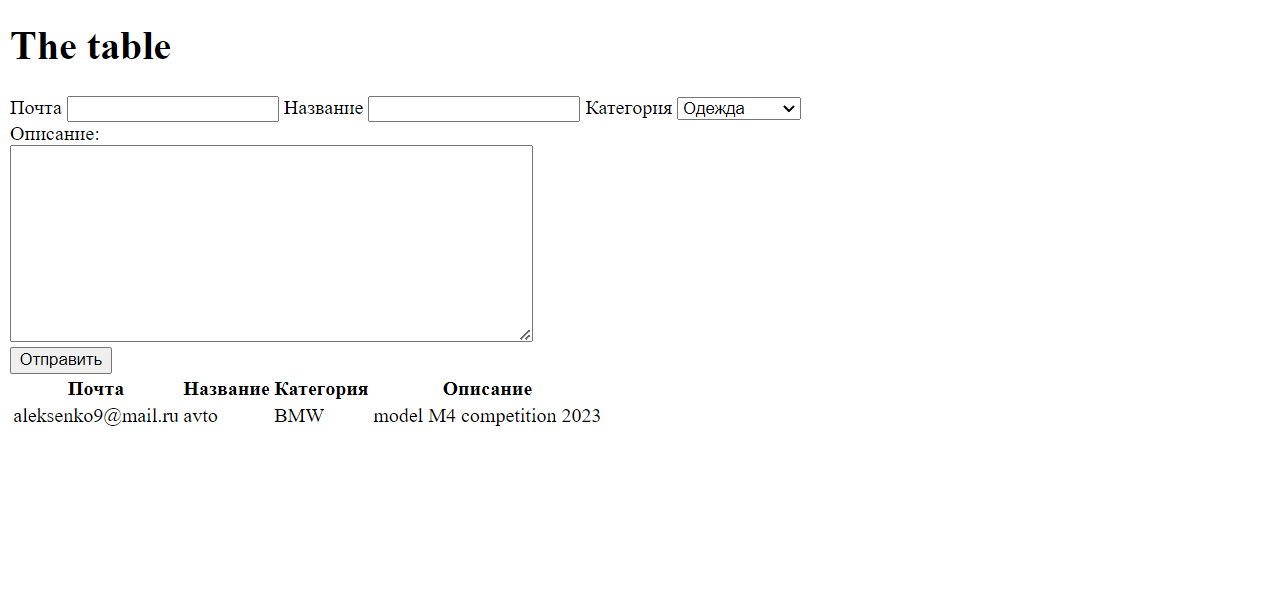 The table
Почта Название Категория Одежда
Описание:
Отправить
Почта Название Категория Описание
aleksenko9@mail.ru avto BMW model M4 competition 2023